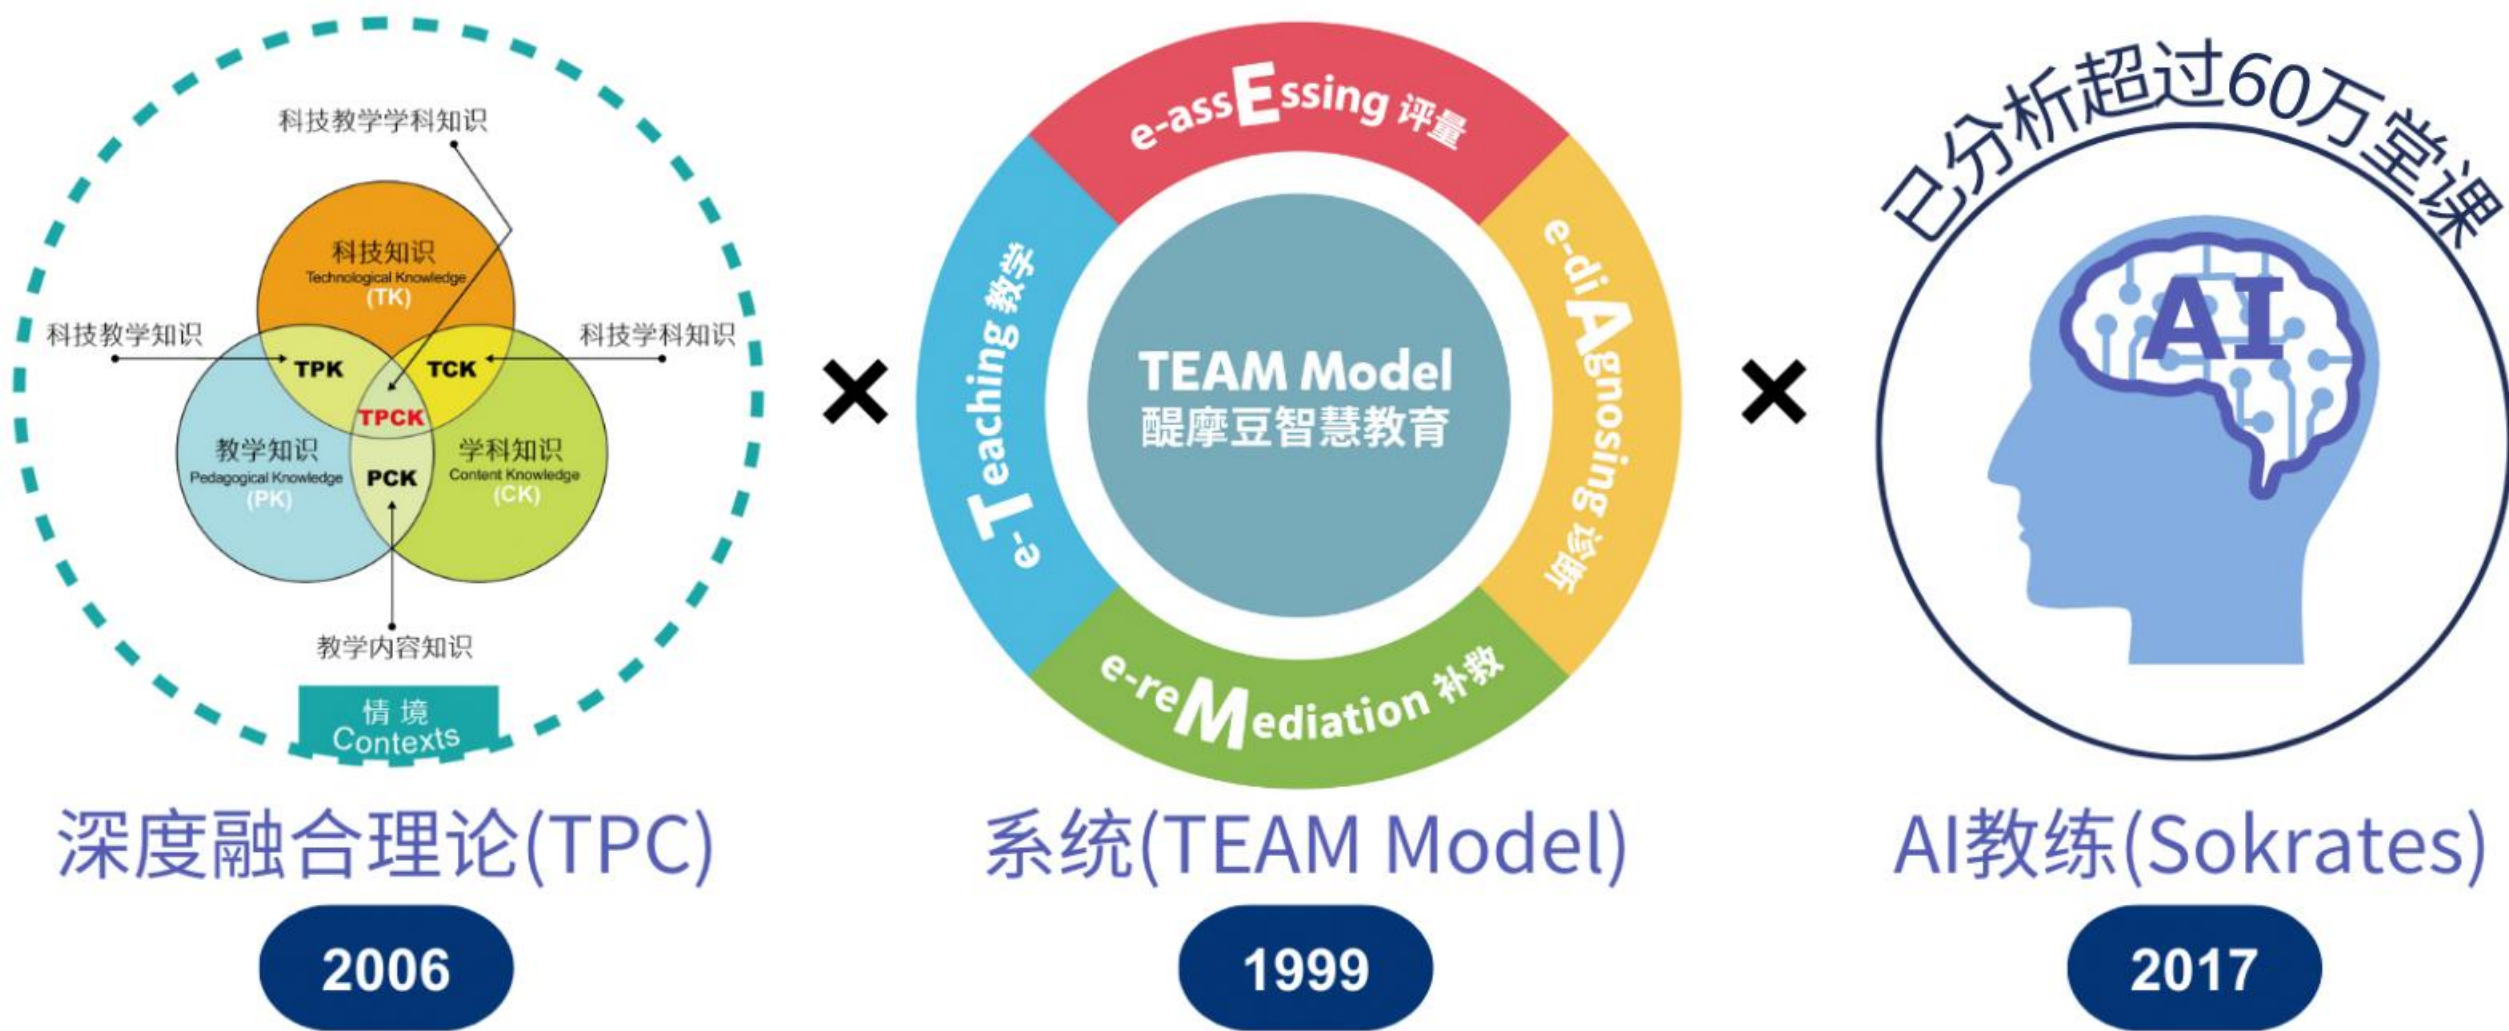 科技教学学科知识
科技知识
Technological Knowledge
(TK)
科技教学知识
科技学科知识
TPK
TCK
TPCK
教学知识
Pedagogical Knowledge
(PK)
学科知识
Content Knowledge
(CK)
PCK
教学内容知识
情境
Contexts
深度融合理论(TPC)
2006
×
e-assEssing 评量
e-Teaching 教学
e-diAgnosing 诊断
e-reMediation 补救
TEAM Model
醍摩豆智慧教育
系统(TEAM Model)
1999
×
已分析超过60万堂课
AI
AI教练(Sokrates)
2017